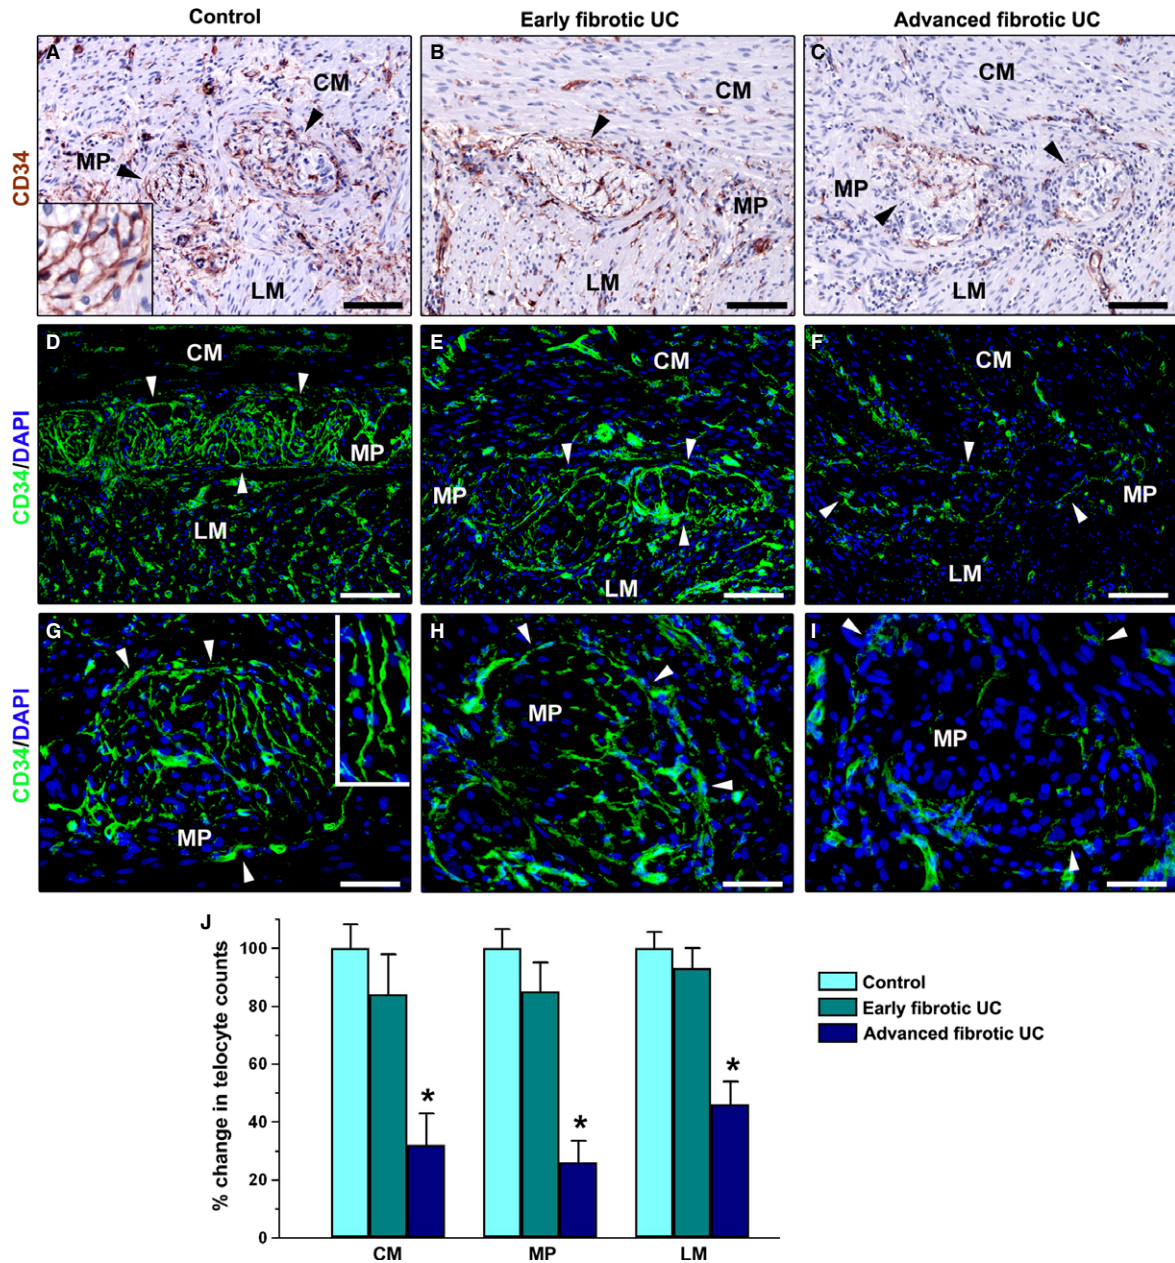 Control
Early fibrotic UC
Advanced fibrotic UC
CD34
A
CM
MP
LM
B
CM
MP
LM
C
CM
MP
LM
CD34/DAPI
D
CM
MP
LM
E
CM
MP
LM
F
CM
MP
LM
CD34/DAPI
G
MP
H
MP
I
MP
J
% change in telocyte counts
100
80
60
40
20
0
*
*
*
CM
MP
LM
Control
Early fibrotic UC
Advanced fibrotic UC